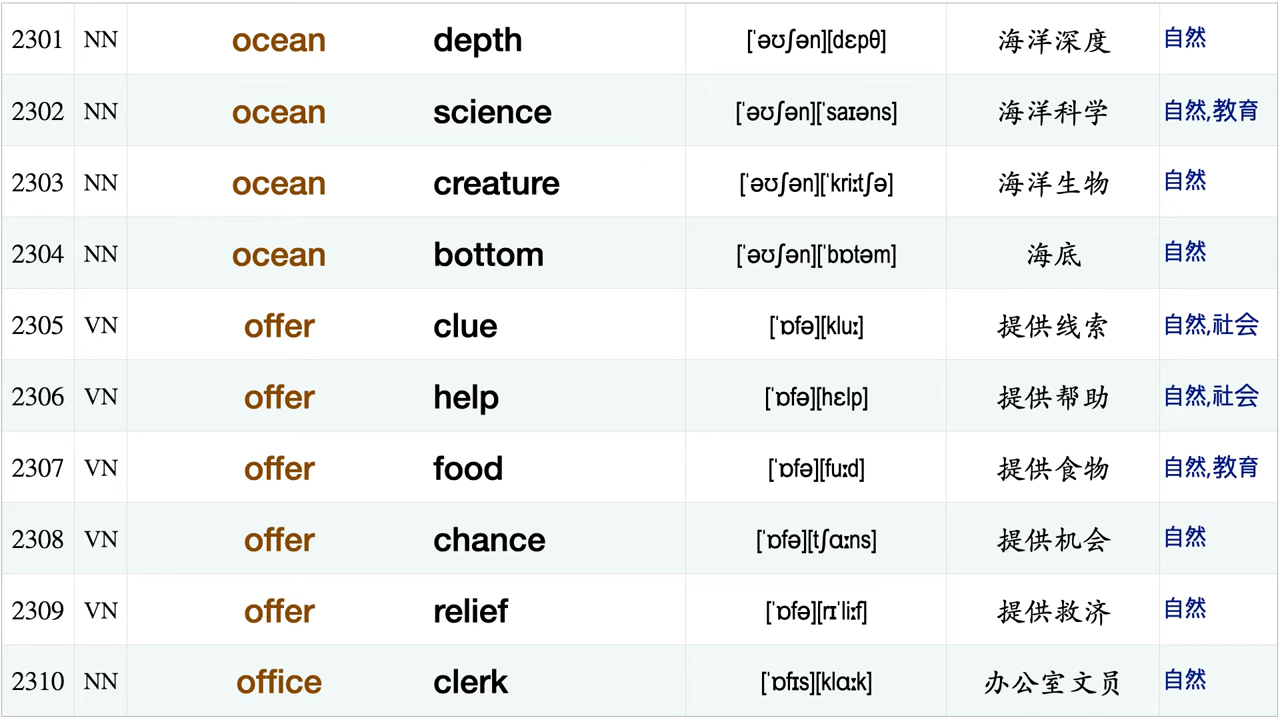 2301 NN ocean depth [ˈəʊʃən][dɛpθ] 海洋深度 自然
2302 NN ocean science [ˈəʊʃən][ˈsaɪəns] 海洋科学 自然,教育
2303 NN ocean creature [ˈəʊʃən][ˈkriːtʃə] 海洋生物 自然
2304 NN ocean bottom [ˈəʊʃən][ˈbɒtəm] 海底 自然
2305 VN offer clue [ˈɒfə][kluː] 提供线索 自然,社会
2306 VN offer help [ˈɒfə][hɛlp] 提供帮助 自然,社会
2307 VN offer food [ˈɒfə][fuːd] 提供食物 自然,教育
2308 VN offer chance [ˈɒfə][tʃɑːns] 提供机会 自然
2309 VN offer relief [ˈɒfə][rɪˈliːf] 提供救济 自然
2310 NN office clerk [ˈɒfɪs][klɑːk] 办公室文员 自然